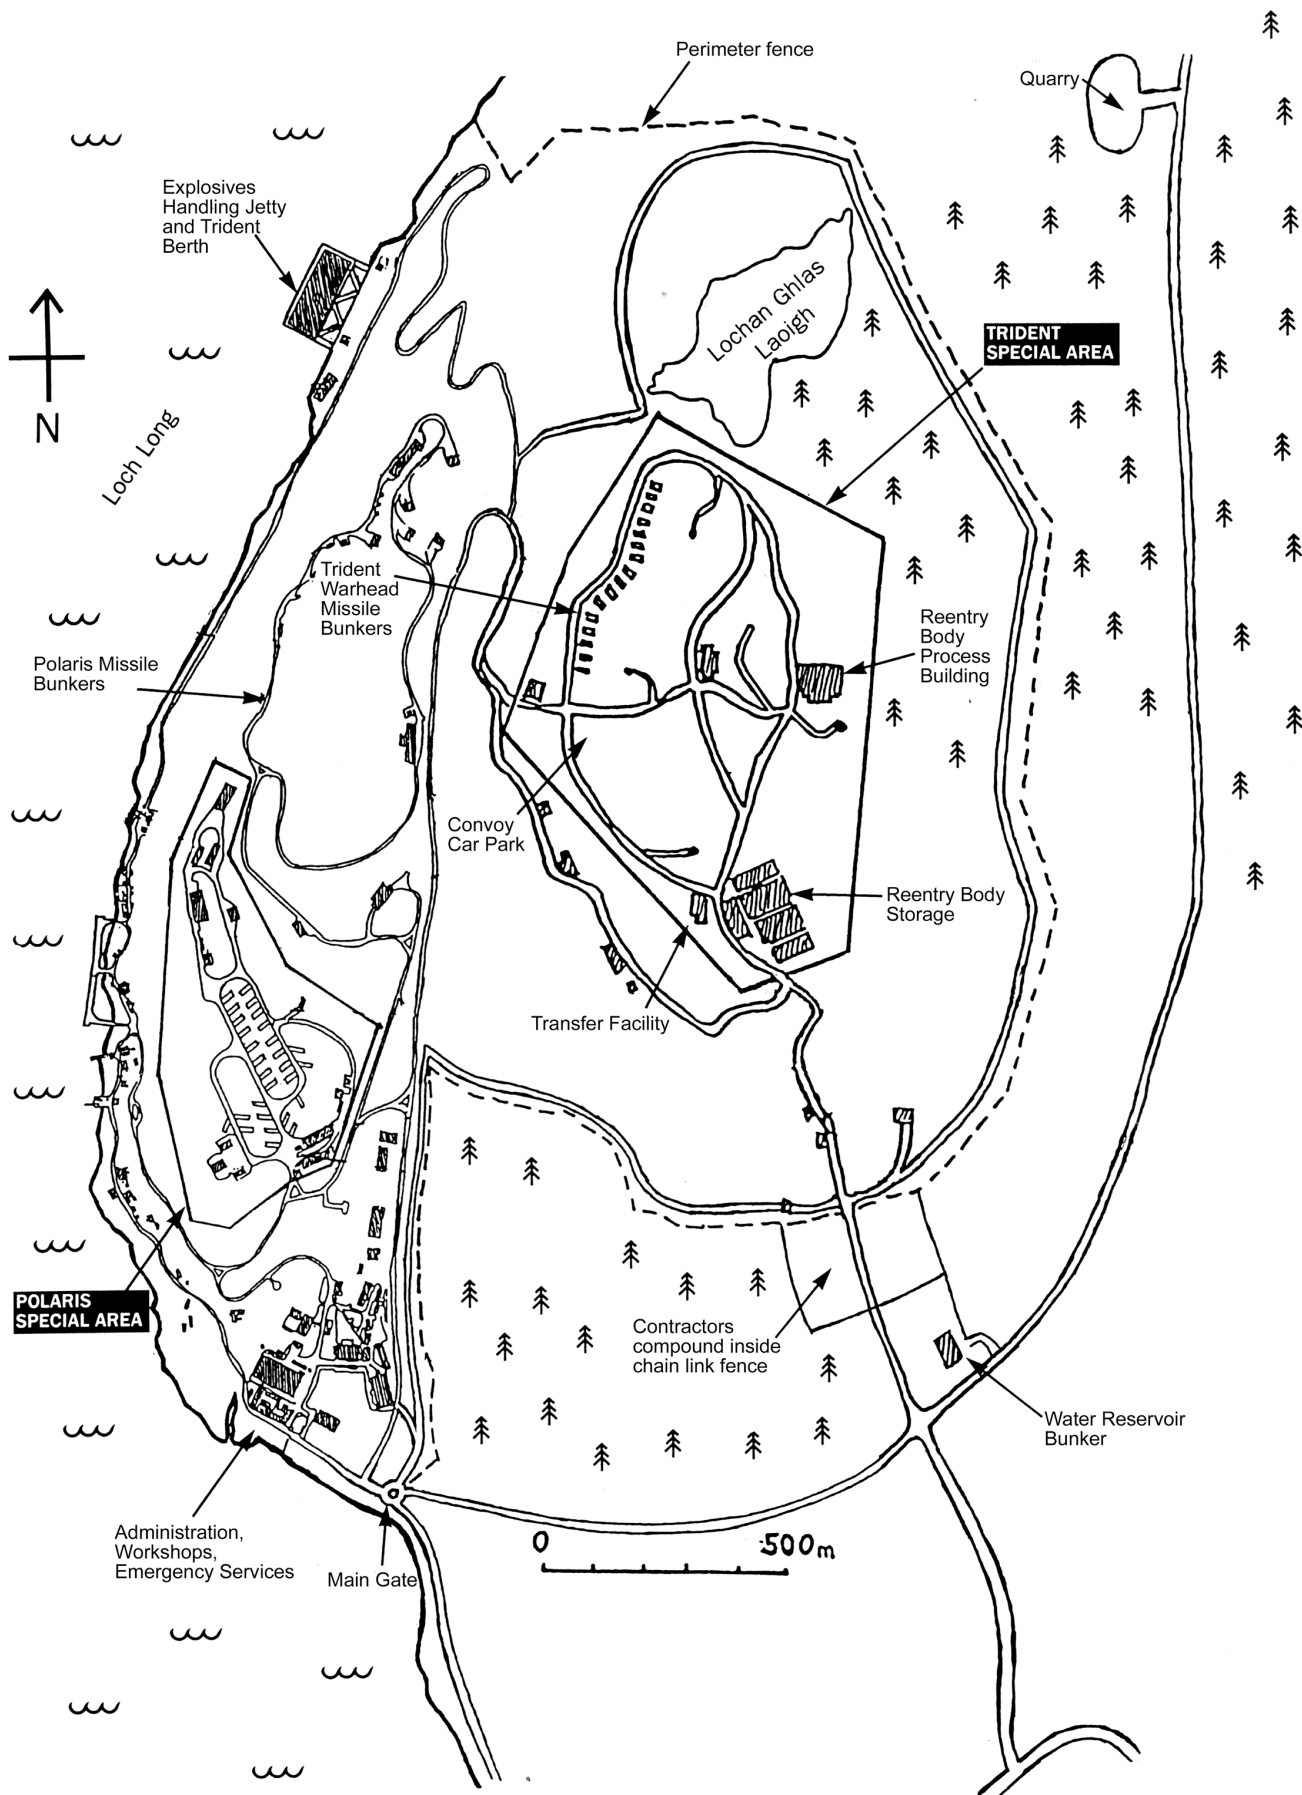 Perimeter fence
Quarry
Explosives
Handling Jetty
and Trident
Berth
Lochan Ghlas
Laoigh
TRIDENT
SPECIAL AREA
N
Loch Long
Trident
Warhead
Missile
Bunkers
Reentry
Body
Process
Building
Polaris Missile
Bunkers
Convoy
Car Park
Reentry Body
Storage
Transfer Facility
POLARIS
SPECIAL AREA
Contractors
compound inside
chain link fence
Water Reservoir
Bunker
Administration,
Workshops,
Emergency Services
Main Gate
0 500m